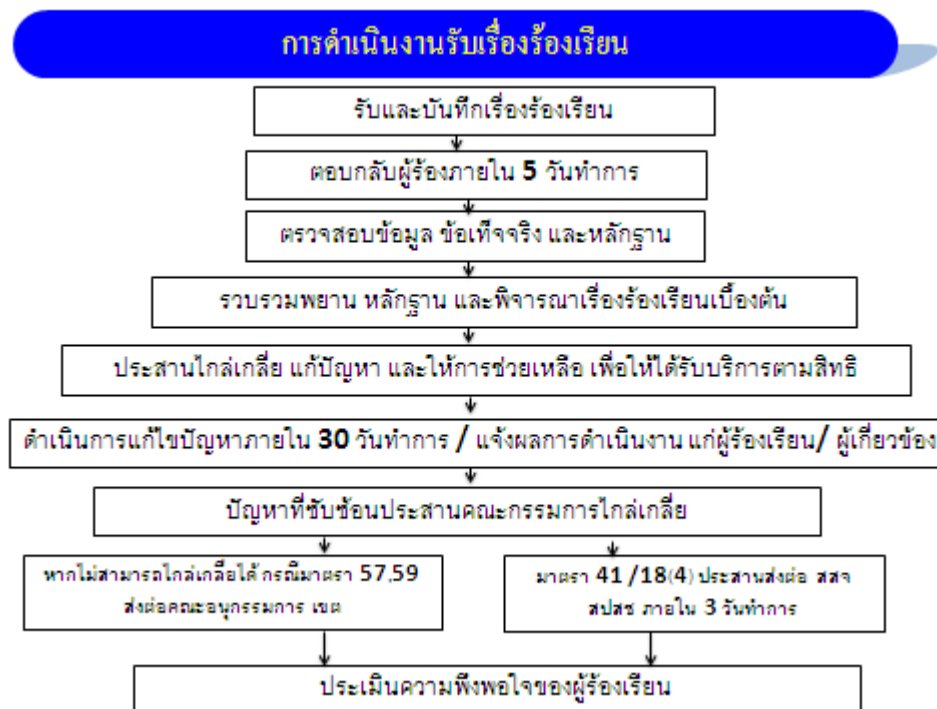 การดำเนินงานรับเรื่องร้องเรียน
รับและบันทึกเรื่องร้องเรียน
ตอบกลับผู้ร้องภายใน 5 วันทำการ
ตรวจสอบข้อมูล ข้อเท็จจริง และหลักฐาน
รวบรวมพยาน หลักฐาน และพิจารณาเรื่องร้องเรียนเบื้องต้น
ประสานไกล่เกลี่ย แก้ปัญหา และให้การช่วยเหลือ เพื่อให้ได้รับบริการตามสิทธิ
ดำเนินการแก้ไขปัญหาภายใน 30 วันทำการ / แจ้งผลการดำเนินงาน แก่ผู้ร้องเรียน/ ผู้เกี่ยวข้อง
ปัญหาที่ซับซ้อนประสานคณะกรรมการไกล่เกลี่ย
หากไม่สามารถไกล่เกลี่ยได้ กรณีมาตรา 57,59
ส่งต่อคณะอนุกรรมการ เขต
มาตรา 41 /18(4) ประสานส่งต่อ สสจ
สปสช ภายใน 3 วันทำการ
ประเมินความพึงพอใจของผู้ร้องเรียน